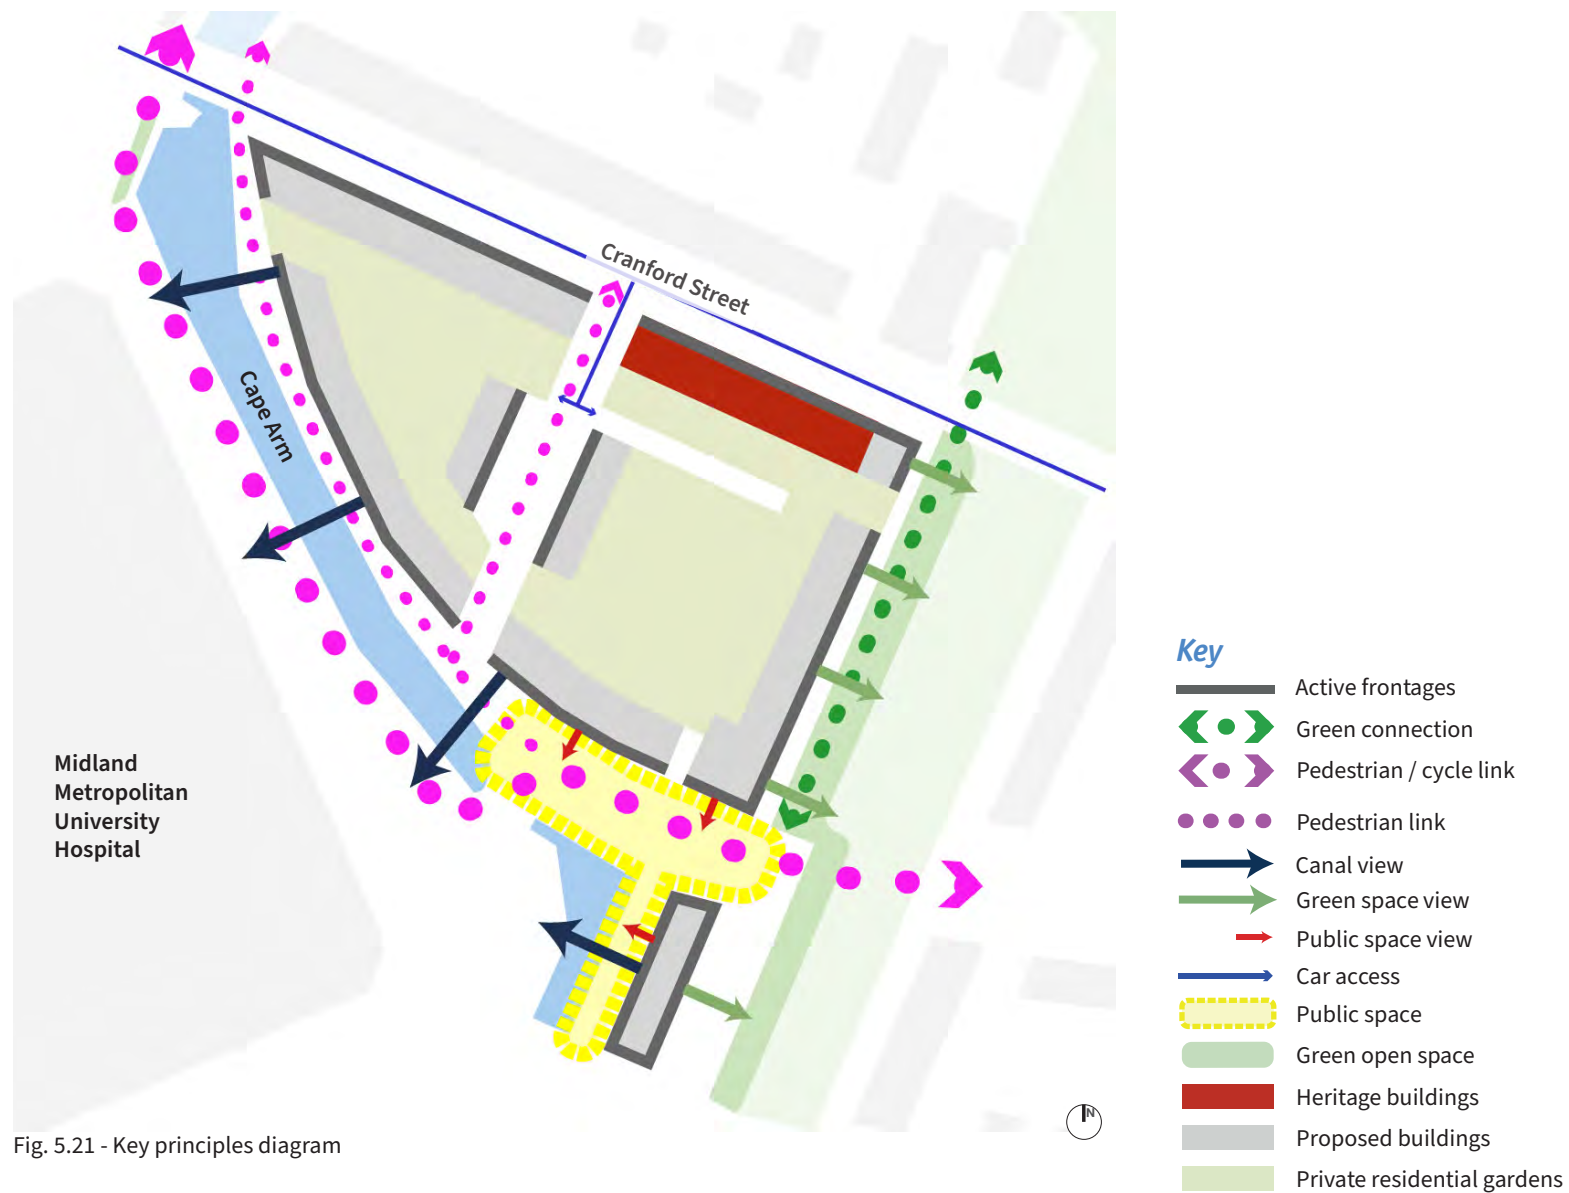 Cranford Street
Cape Arm
Midland
Metropolitan
University
Hospital
N
Fig. 5.21 - Key principles diagram
Key
Active frontages
Green connection
Pedestrian / cycle link
Pedestrian link
Canal view
Green space view
Public space view
Car access
Public space
Green open space
Heritage buildings
Proposed buildings
Private residential gardens